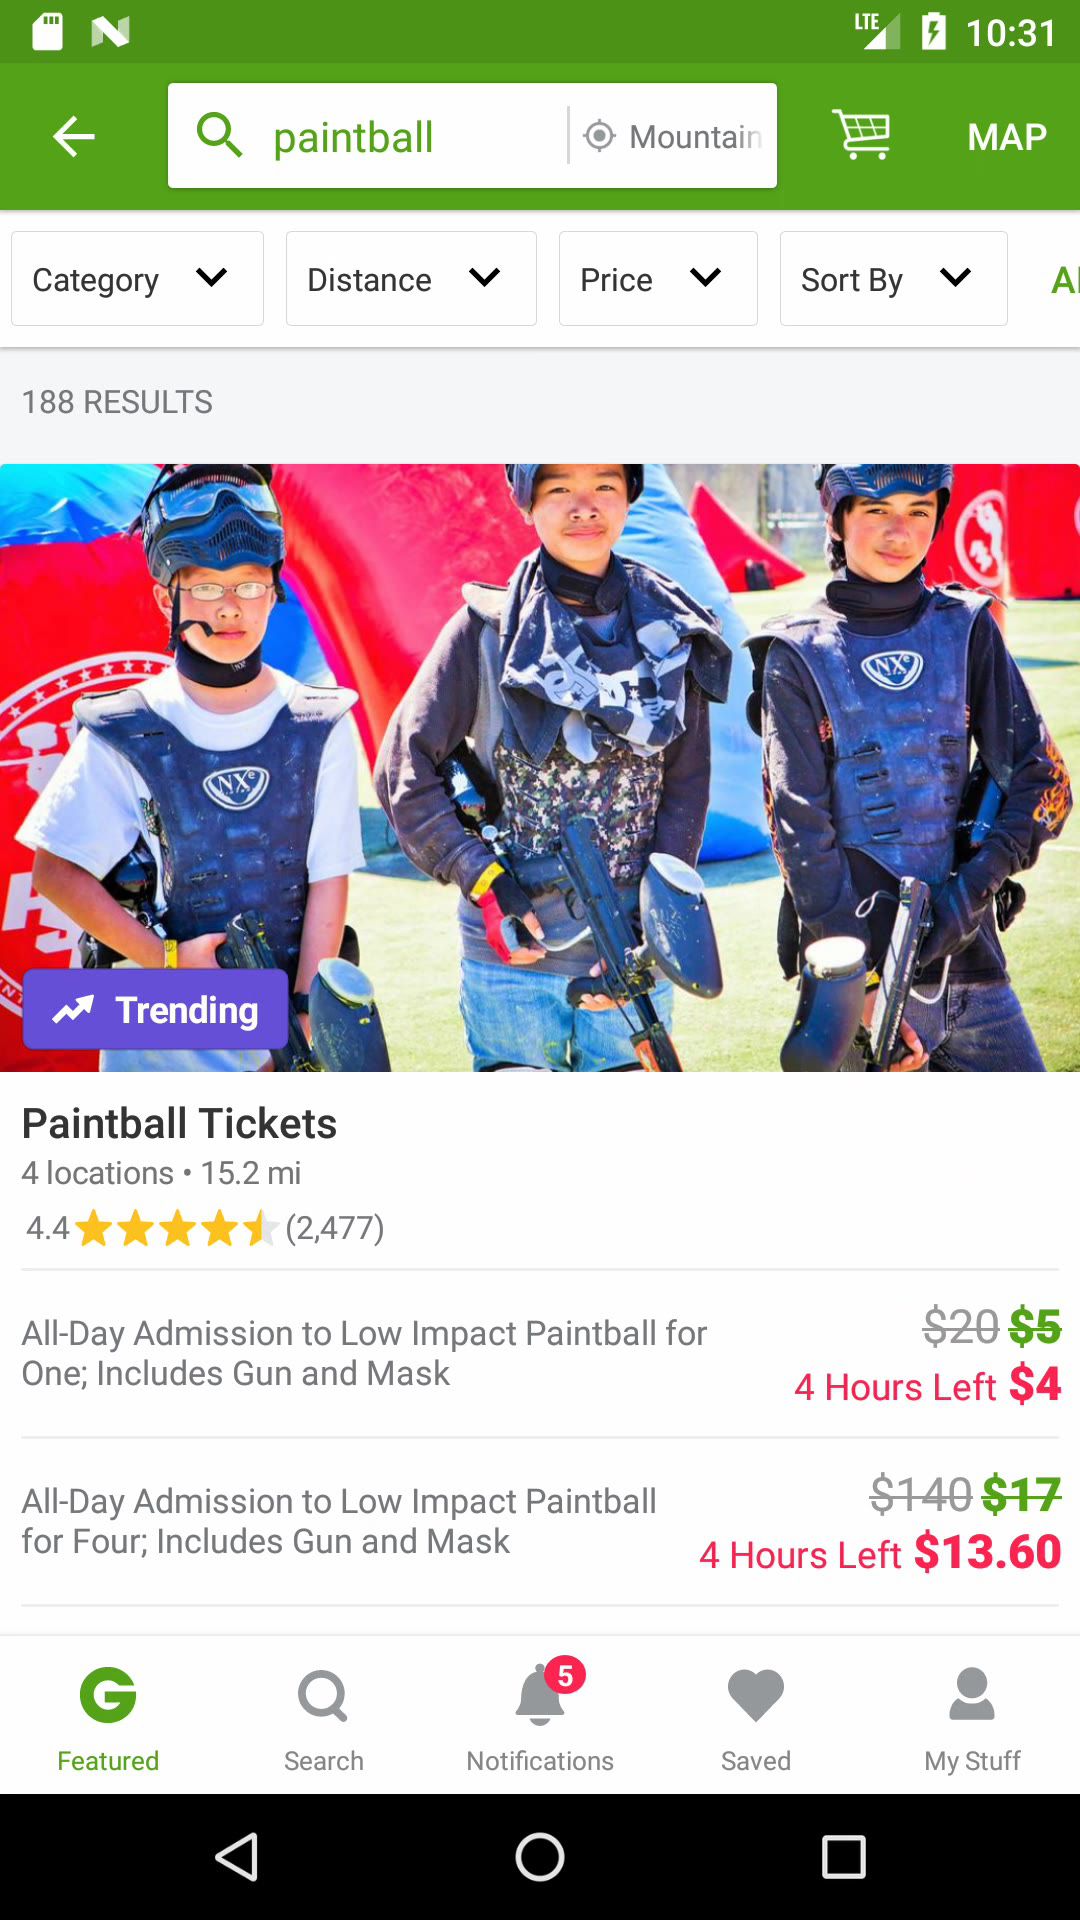 LTE 10:31
paintball Mountain MAP
Category Distance Price Sort By
188 RESULTS
NXe NXe
Trending
Paintball Tickets
4 locations • 15.2 mi
4.4 (2,477)
All-Day Admission to Low Impact Paintball for
One; Includes Gun and Mask
$20 $5
4 Hours Left $4
All-Day Admission to Low Impact Paintball
for Four; Includes Gun and Mask
$140 $17
4 Hours Left $13.60
5
Featured Search Notifications Saved My Stuff